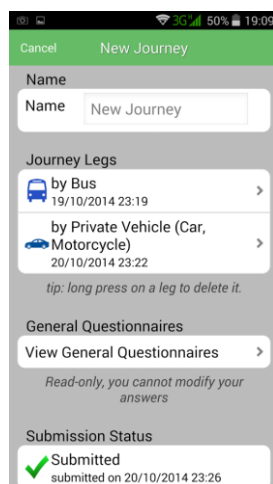 3G 50% 19:09
Cancel New Journey
Name
Name New Journey
Journey Legs
by Bus
19/10/2014 23:19
by Private Vehicle (Car,
Motorcycle)
20/10/2014 23:22
tip: long press on a leg to delete it.
General Questionnaires
View General Questionnaires
Read-only, you cannot modify your
answers
Submission Status
Submitted
submitted on 20/10/2014 23:26